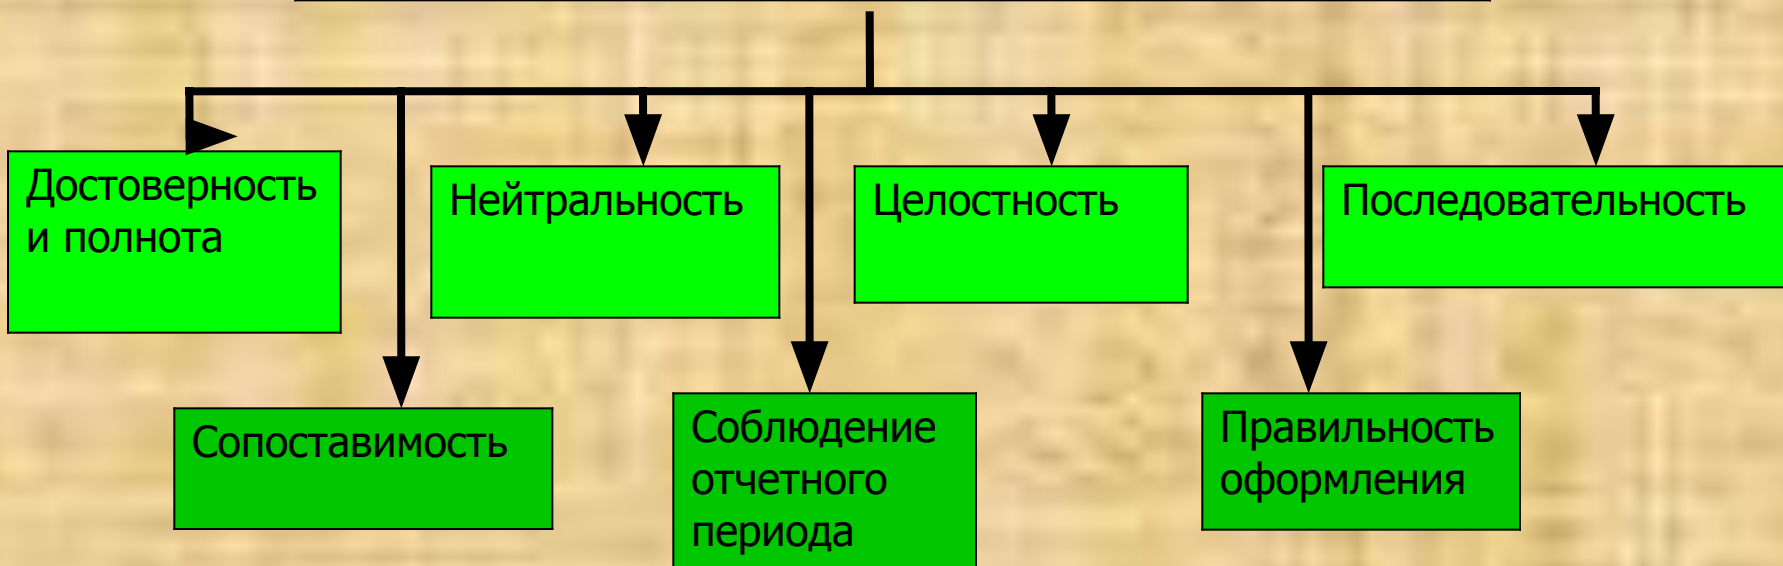 Достоверность
и полнота
Нейтральность
Целостность
Последовательность
Сопоставимость
Соблюдение
отчетного
периода
Правильность
оформления